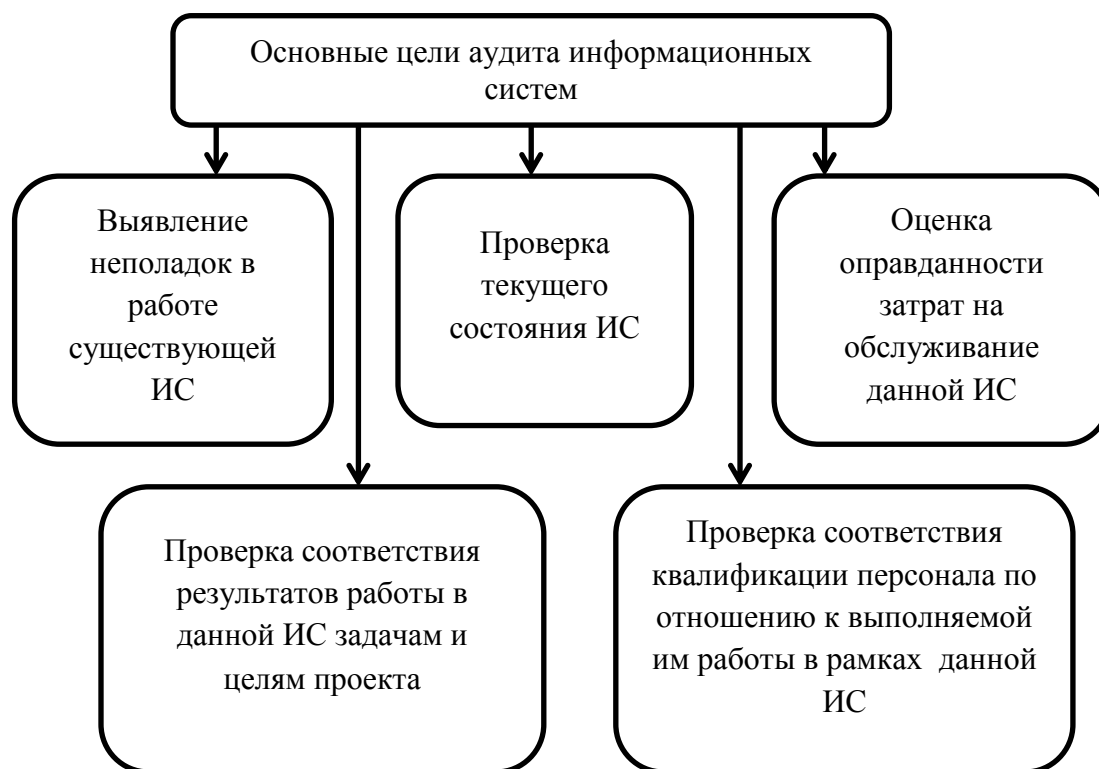 Основные цели аудита информационных
систем
Выявление
неполадок в
работе
существующей
ИС
Проверка
текущего
состояния ИС
Оценка
оправданности
затрат на
обслуживание
данной ИС
Проверка соответствия
результатов работы в
данной ИС задачам и
целям проекта
Проверка соответствия
квалификации персонала по
отношению к выполняемой
им работы в рамках данной
ИС